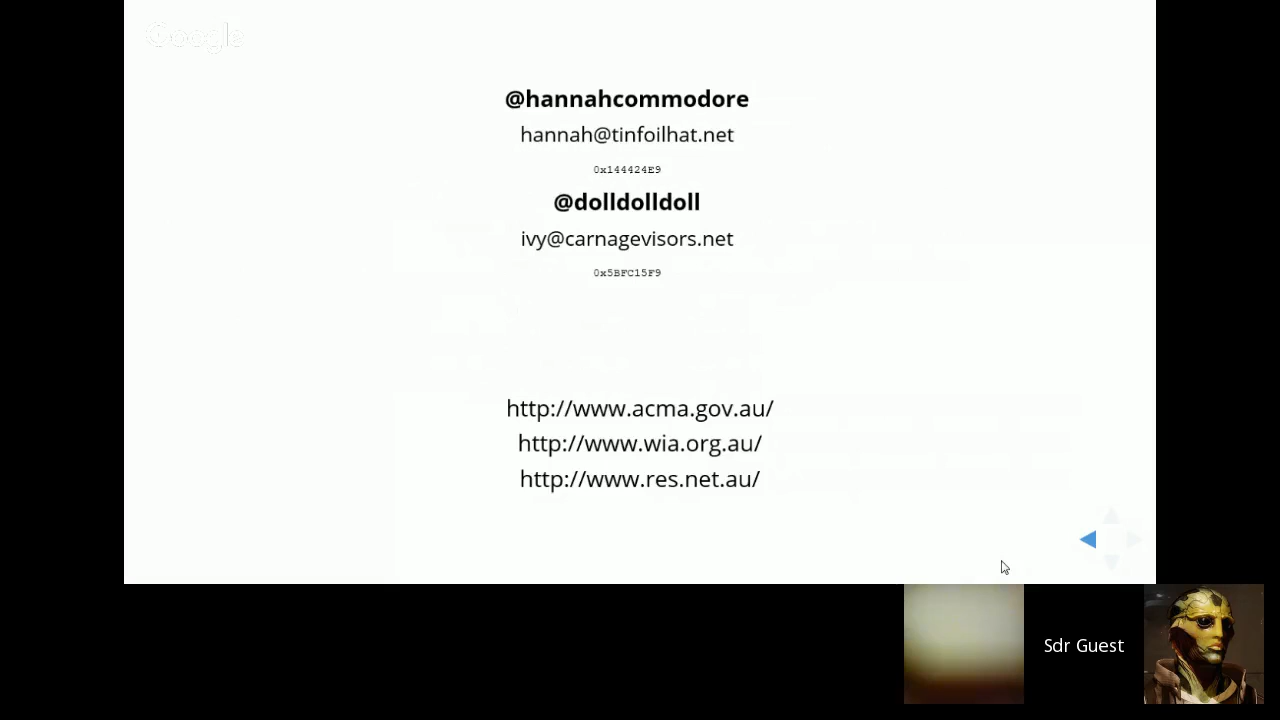 Google
@hannahcommodore
hannah@tinfoilhat.net
0x144424E9
@dolldolldoll
ivy@carnagevisors.net
0x5BFC15F9
http://www.acma.gov.au/
http://www.wia.org.au/
http://www.res.net.au/
Sdr Guest